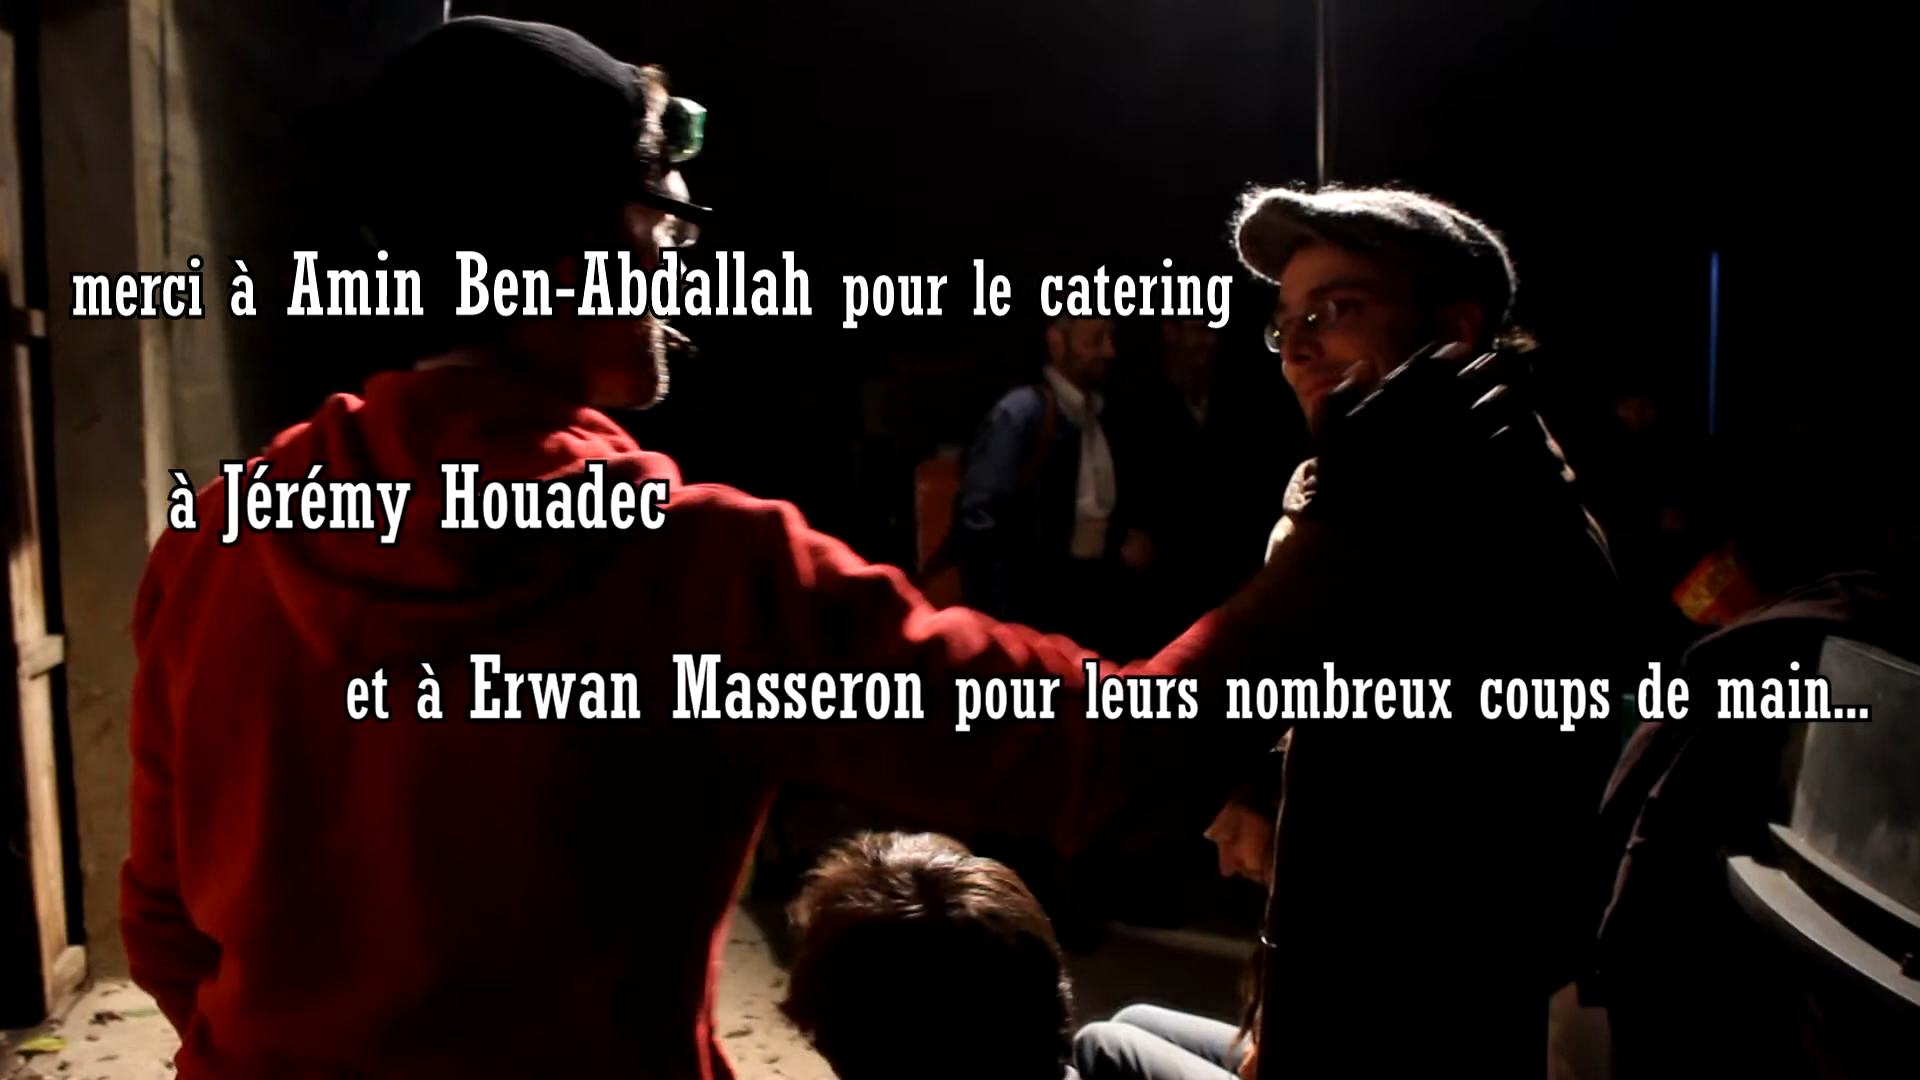 merci à Amin Ben-Abdallah pour le catering
à Jérémy Houadec
et à Erwan Masseron pour leurs nombreux coups de main...